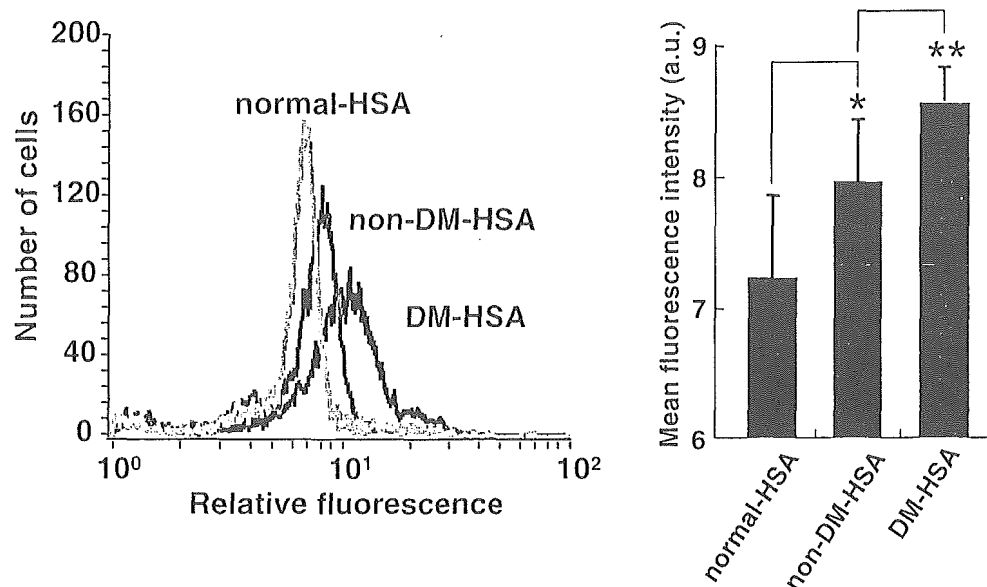 200
160
120
80
40
0
Number of cells
normal-HSA
non-DM-HSA
DM-HSA
10⁰
10¹
10²
Relative fluorescence
Mean fluorescence intensity (a.u.)
9
8
7
6
*
**
normal-HSA
non-DM-HSA
DM-HSA